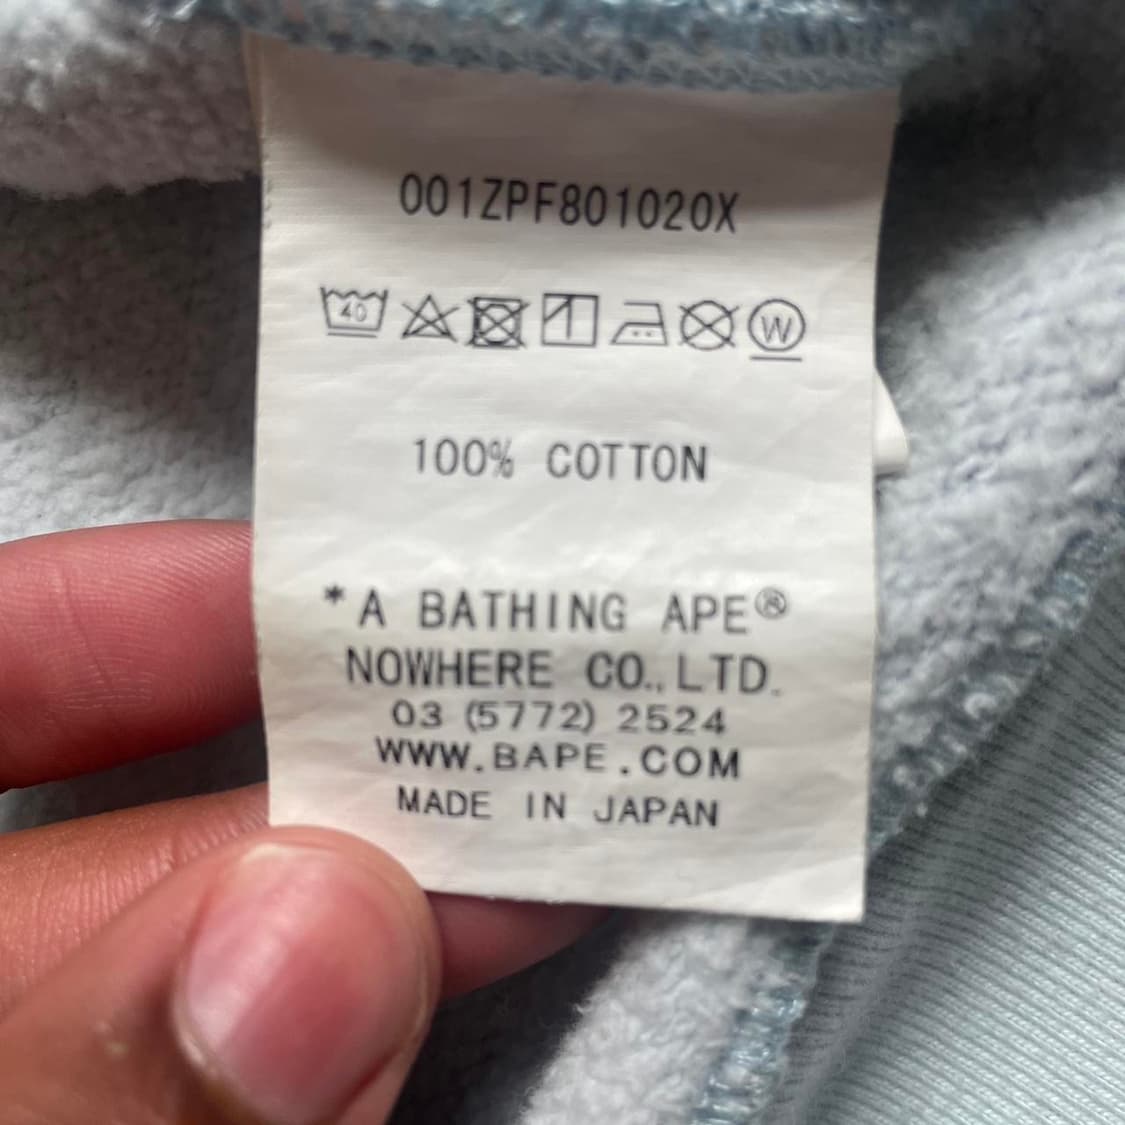 001ZPF801020X
40 W
100% COTTON
*A BATHING APE®
NOWHERE CO., LTD.
03 (5772) 2524
WWW.BAPE.COM
MADE IN JAPAN